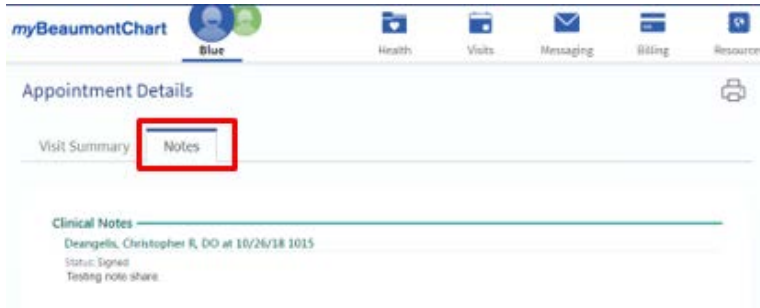 myBeaumontChart
Blue
Health
Visits
Messaging
Billing
Resource
Appointment Details
Visit Summary
Notes
Clinical Notes
Deangelis, Christopher R, DO at 10/26/18 1015
Status: Signed
Testing note share